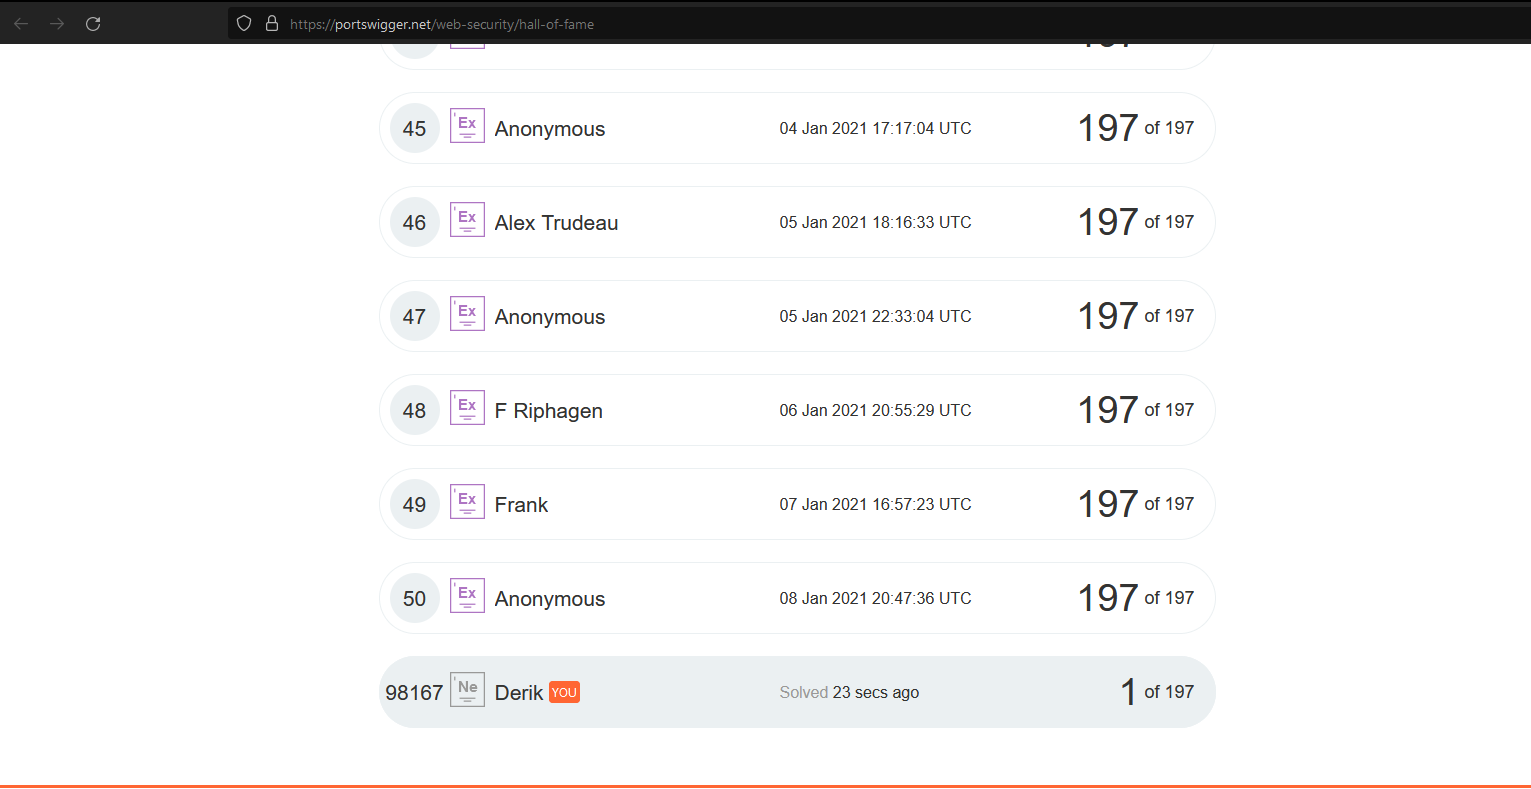 https://portswigger.net/web-security/hall-of-fame
197
45 Ex Anonymous 04 Jan 2021 17:17:04 UTC 197 of 197
46 Ex Alex Trudeau 05 Jan 2021 18:16:33 UTC 197 of 197
47 Ex Anonymous 05 Jan 2021 22:33:04 UTC 197 of 197
48 Ex F Riphagen 06 Jan 2021 20:55:29 UTC 197 of 197
49 Ex Frank 07 Jan 2021 16:57:23 UTC 197 of 197
50 Ex Anonymous 08 Jan 2021 20:47:36 UTC 197 of 197
98167 Ne Derik YOU Solved 23 secs ago 1 of 197